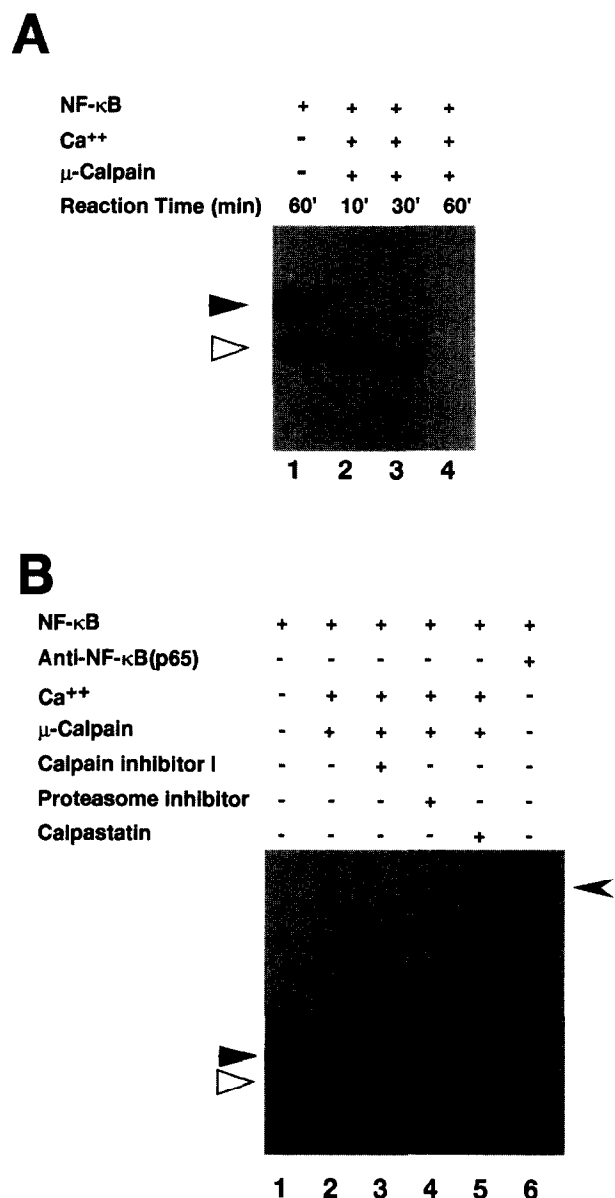 A
NF-κB + + + +
Ca++ - + + +
μ-Calpain - + + +
Reaction Time (min) 60' 10' 30' 60'
1 2 3 4
B
NF-κB + + + + + +
Anti-NF-κB(p65) - - - - - +
Ca++ - + + + + -
μ-Calpain - + + + + -
Calpain inhibitor I - - + - - -
Proteasome inhibitor - - - + - -
Calpastatin - - - - + -
1 2 3 4 5 6